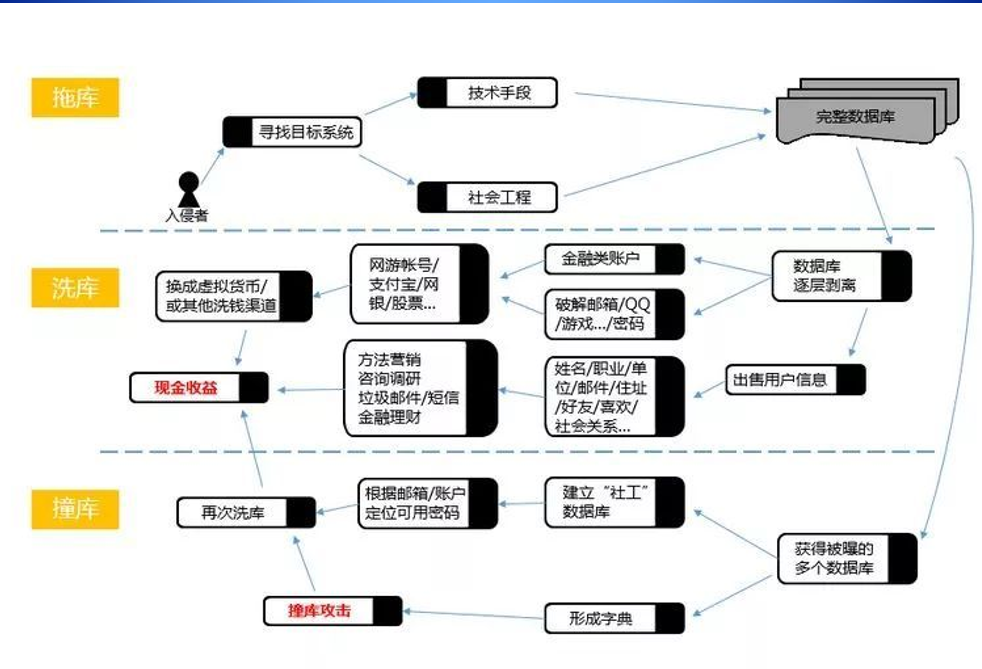 拖库
技术手段
完整数据库
寻找目标系统
社会工程
入侵者
洗库
换成虚拟货币/
或其他洗钱渠道
网游帐号/
支付宝/网
银/股票...
金融类账户
破解邮箱/QQ
/游戏.../密码
数据库
逐层剥离
现金收益
方法营销
咨询调研
垃圾邮件/短信
金融理财
姓名/职业/单
位/邮件/住址
/好友/喜欢/
社会关系...
出售用户信息
撞库
再次洗库
根据邮箱/账户
定位可用密码
建立“社工”
数据库
获得被曝的
多个数据库
撞库攻击
形成字典